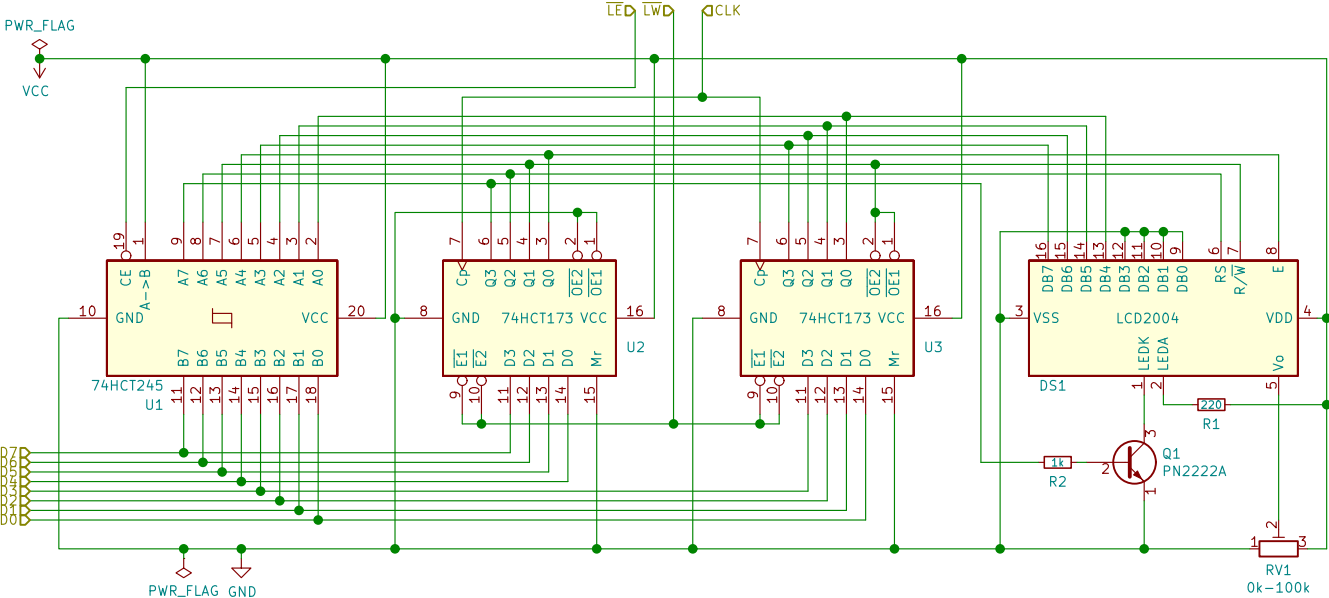 LE LW CLK
PWR_FLAG
VCC
19 1 9 8 7 6 5 4 3 2
CE A->B A7 A6 A5 A4 A3 A2 A1 A0
10 GND VCC 20
B7 B6 B5 B4 B3 B2 B1 B0
11 12 13 14 15 16 17 18
74HCT245
U1
7 6 5 4 3 2 1
Cp Q3 Q2 Q1 Q0 OE2 OE1
8 GND 74HCT173 VCC 16
U2
E1 E2 D3 D2 D1 D0 Mr
9 10 11 12 13 14 15
7 6 5 4 3 2 1
Cp Q3 Q2 Q1 Q0 OE2 OE1
8 GND 74HCT173 VCC 16
U3
E1 E2 D3 D2 D1 D0 Mr
9 10 11 12 13 14 15
16 15 14 13 12 11 10 9 6 7 8
DB7 DB6 DB5 DB4 DB3 DB2 DB1 DB0 RS R/W E
3 VSS LCD2004 VDD 4
LEDK LEDA Vo
DS1
1 2 5
220
R1
1k
R2
2 3 1
Q1
PN2222A
D7
D6
D5
D4
D3
D2
D1
D0
PWR_FLAG GND
1 2 3
RV1
0k-100k